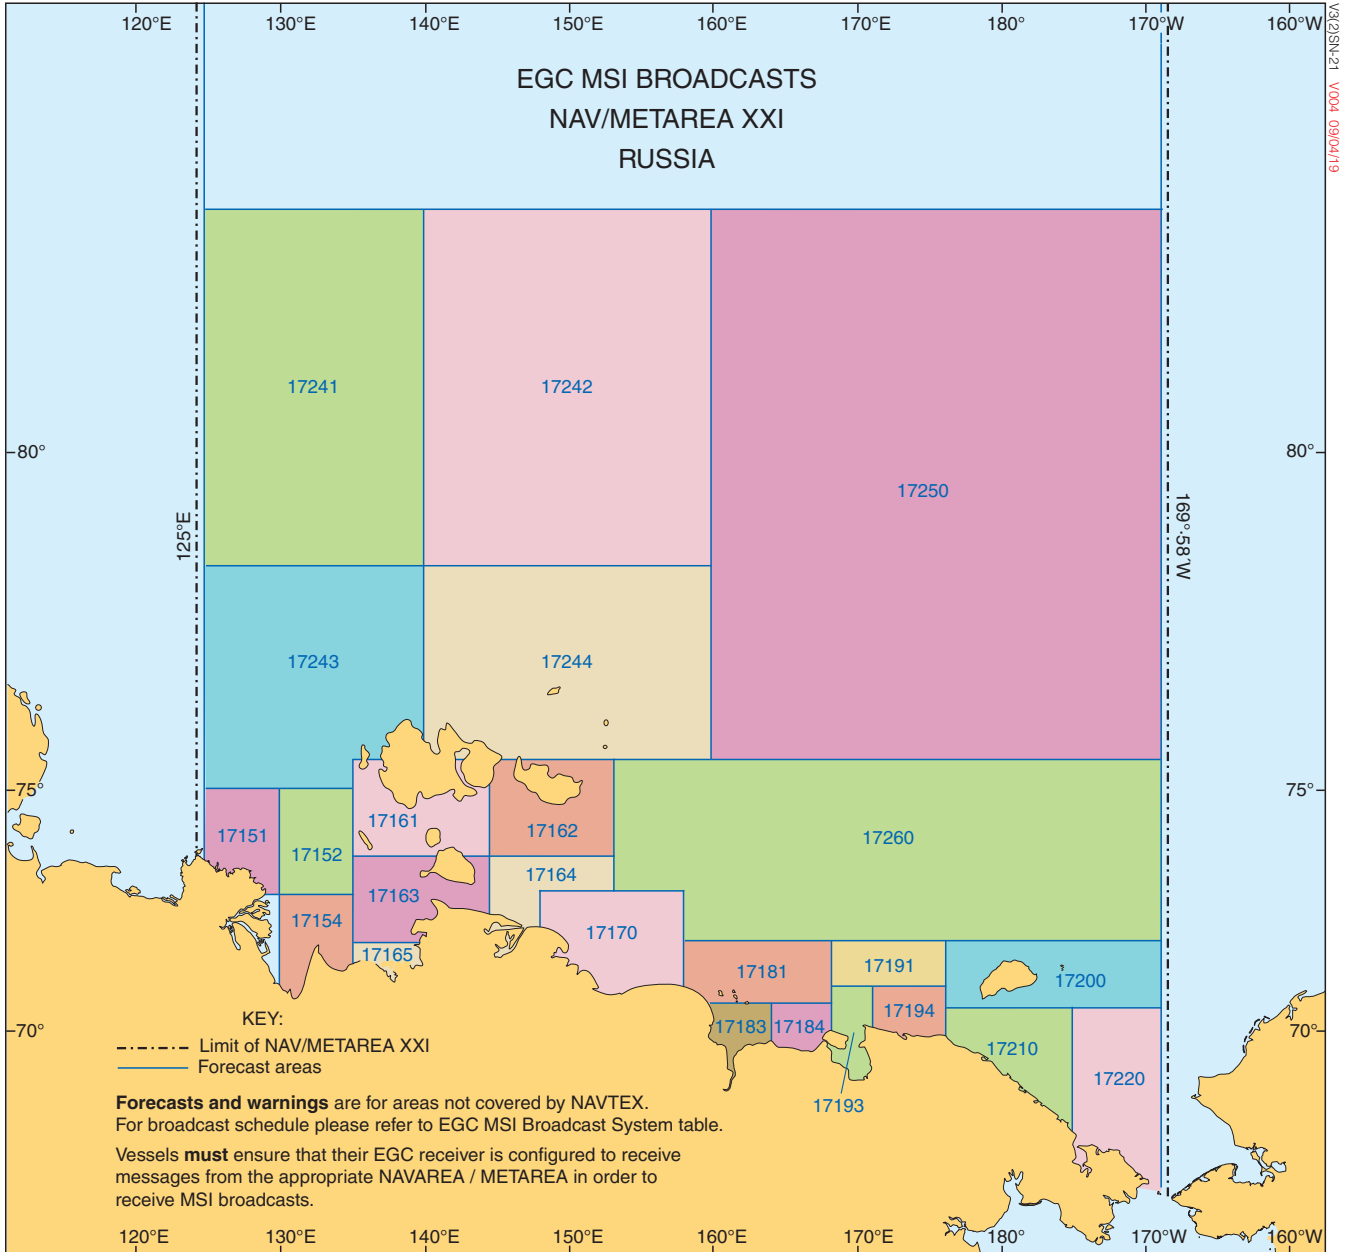 120°E 130°E 140°E 150°E 160°E 170°E 180° 170°W 160°W
V3(2)SN-21 V004 09/04/19
EGC MSI BROADCASTS
NAV/METAREA XXI
RUSSIA
17241
17242
80°
80°
17250
125°E
169°·58'W
17243
17244
75°
75°
17151
17152
17161
17162
17260
17164
17163
17154
17170
17165
17181
17191
17200
17194
17183
17184
17210
17220
17193
70°
70°
KEY:
Limit of NAV/METAREA XXI
Forecast areas
Forecasts and warnings are for areas not covered by NAVTEX.
For broadcast schedule please refer to EGC MSI Broadcast System table.
Vessels must ensure that their EGC receiver is configured to receive
messages from the appropriate NAVAREA / METAREA in order to
receive MSI broadcasts.
120°E 130°E 140°E 150°E 160°E 170°E 180° 170°W 160°W